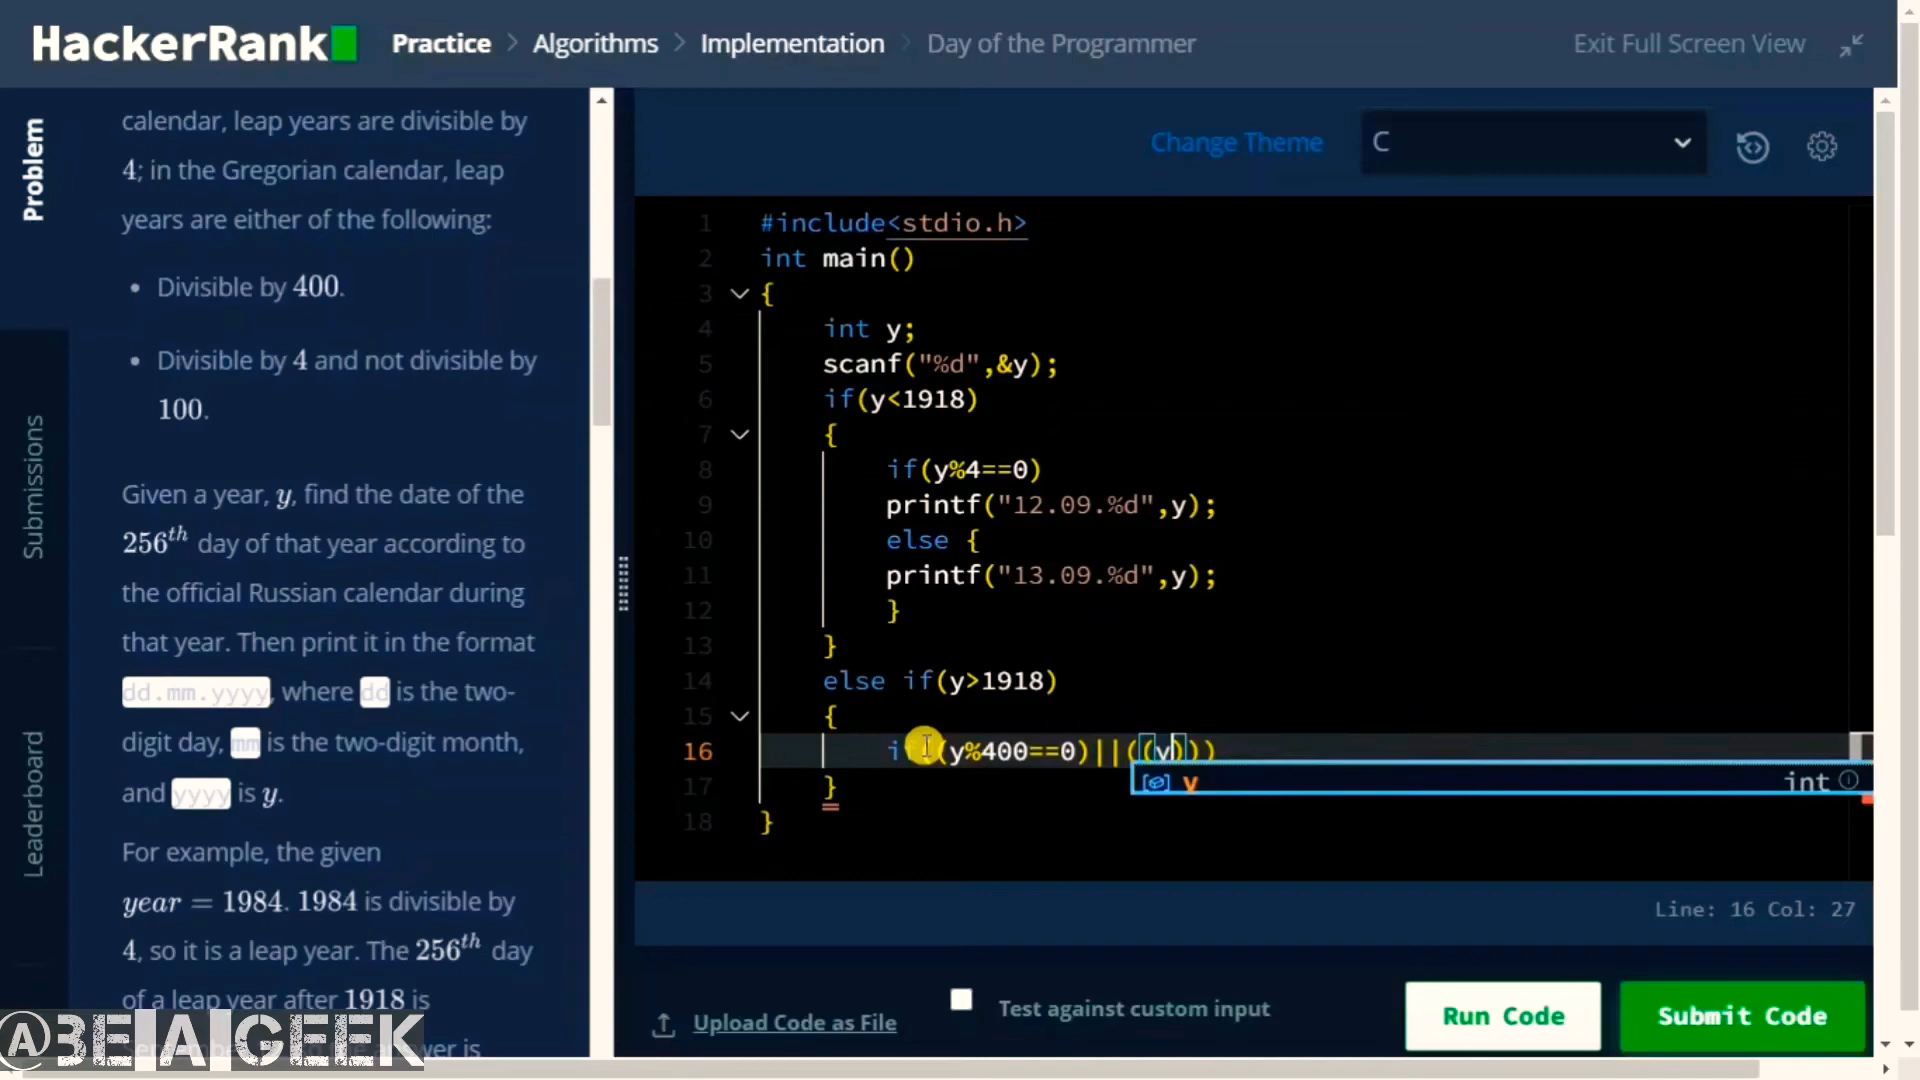 HackerRank Practice > Algorithms > Implementation > Day of the Programmer Exit Full Screen View
Problem
Submissions
Leaderboard
calendar, leap years are divisible by
4; in the Gregorian calendar, leap
years are either of the following:
• Divisible by 400.
• Divisible by 4 and not divisible by
100.
Given a year, y, find the date of the
256th day of that year according to
the official Russian calendar during
that year. Then print it in the format
dd.mm.yyyy, where dd is the two-
digit day, mm is the two-digit month,
and yyyy is y.
For example, the given
year = 1984. 1984 is divisible by
4, so it is a leap year. The 256th day
of a leap year after 1918 is
answer is
@BE|A|GEEK
Change Theme C
1 #include<stdio.h>
2 int main()
3 {
4 int y;
5 scanf("%d",&y);
6 if(y<1918)
7 {
8 if(y%4==0)
9 printf("12.09.%d",y);
10 else {
11 printf("13.09.%d",y);
12 }
13 }
14 else if(y>1918)
15 {
16 if((y%400==0)||((y)))
y int
17 }
18 }
Line: 16 Col: 27
Upload Code as File Test against custom input Run Code Submit Code